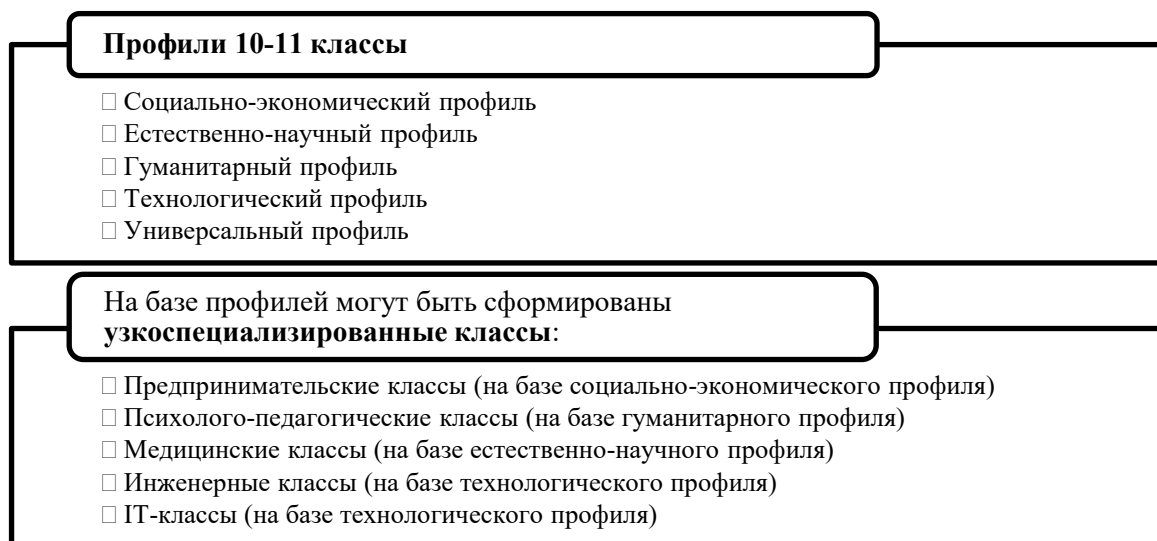 Профили 10-11 классы
□ Социально-экономический профиль
□ Естественно-научный профиль
□ Гуманитарный профиль
□ Технологический профиль
□ Универсальный профиль
На базе профилей могут быть сформированы
узкоспециализированные классы:
□ Предпринимательские классы (на базе социально-экономического профиля)
□ Психолого-педагогические классы (на базе гуманитарного профиля)
□ Медицинские классы (на базе естественно-научного профиля)
□ Инженерные классы (на базе технологического профиля)
□ IT-классы (на базе технологического профиля)